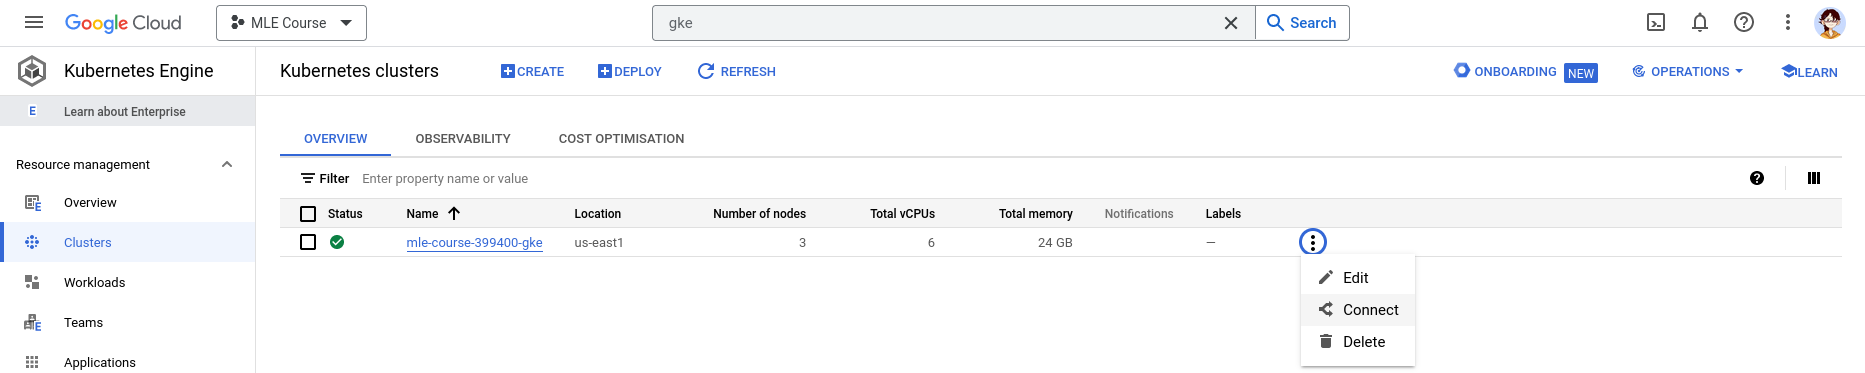 Google Cloud
MLE Course
gke
Search
Kubernetes Engine
Kubernetes clusters
CREATE
DEPLOY
REFRESH
ONBOARDING NEW
OPERATIONS
LEARN
E Learn about Enterprise
OVERVIEW
OBSERVABILITY
COST OPTIMISATION
Resource management
Filter Enter property name or value
Overview
Clusters
Workloads
Teams
Applications
Status Name Location Number of nodes Total vCPUs Total memory Notifications Labels
mle-course-399400-gke us-east1 3 6 24 GB —
Edit
Connect
Delete